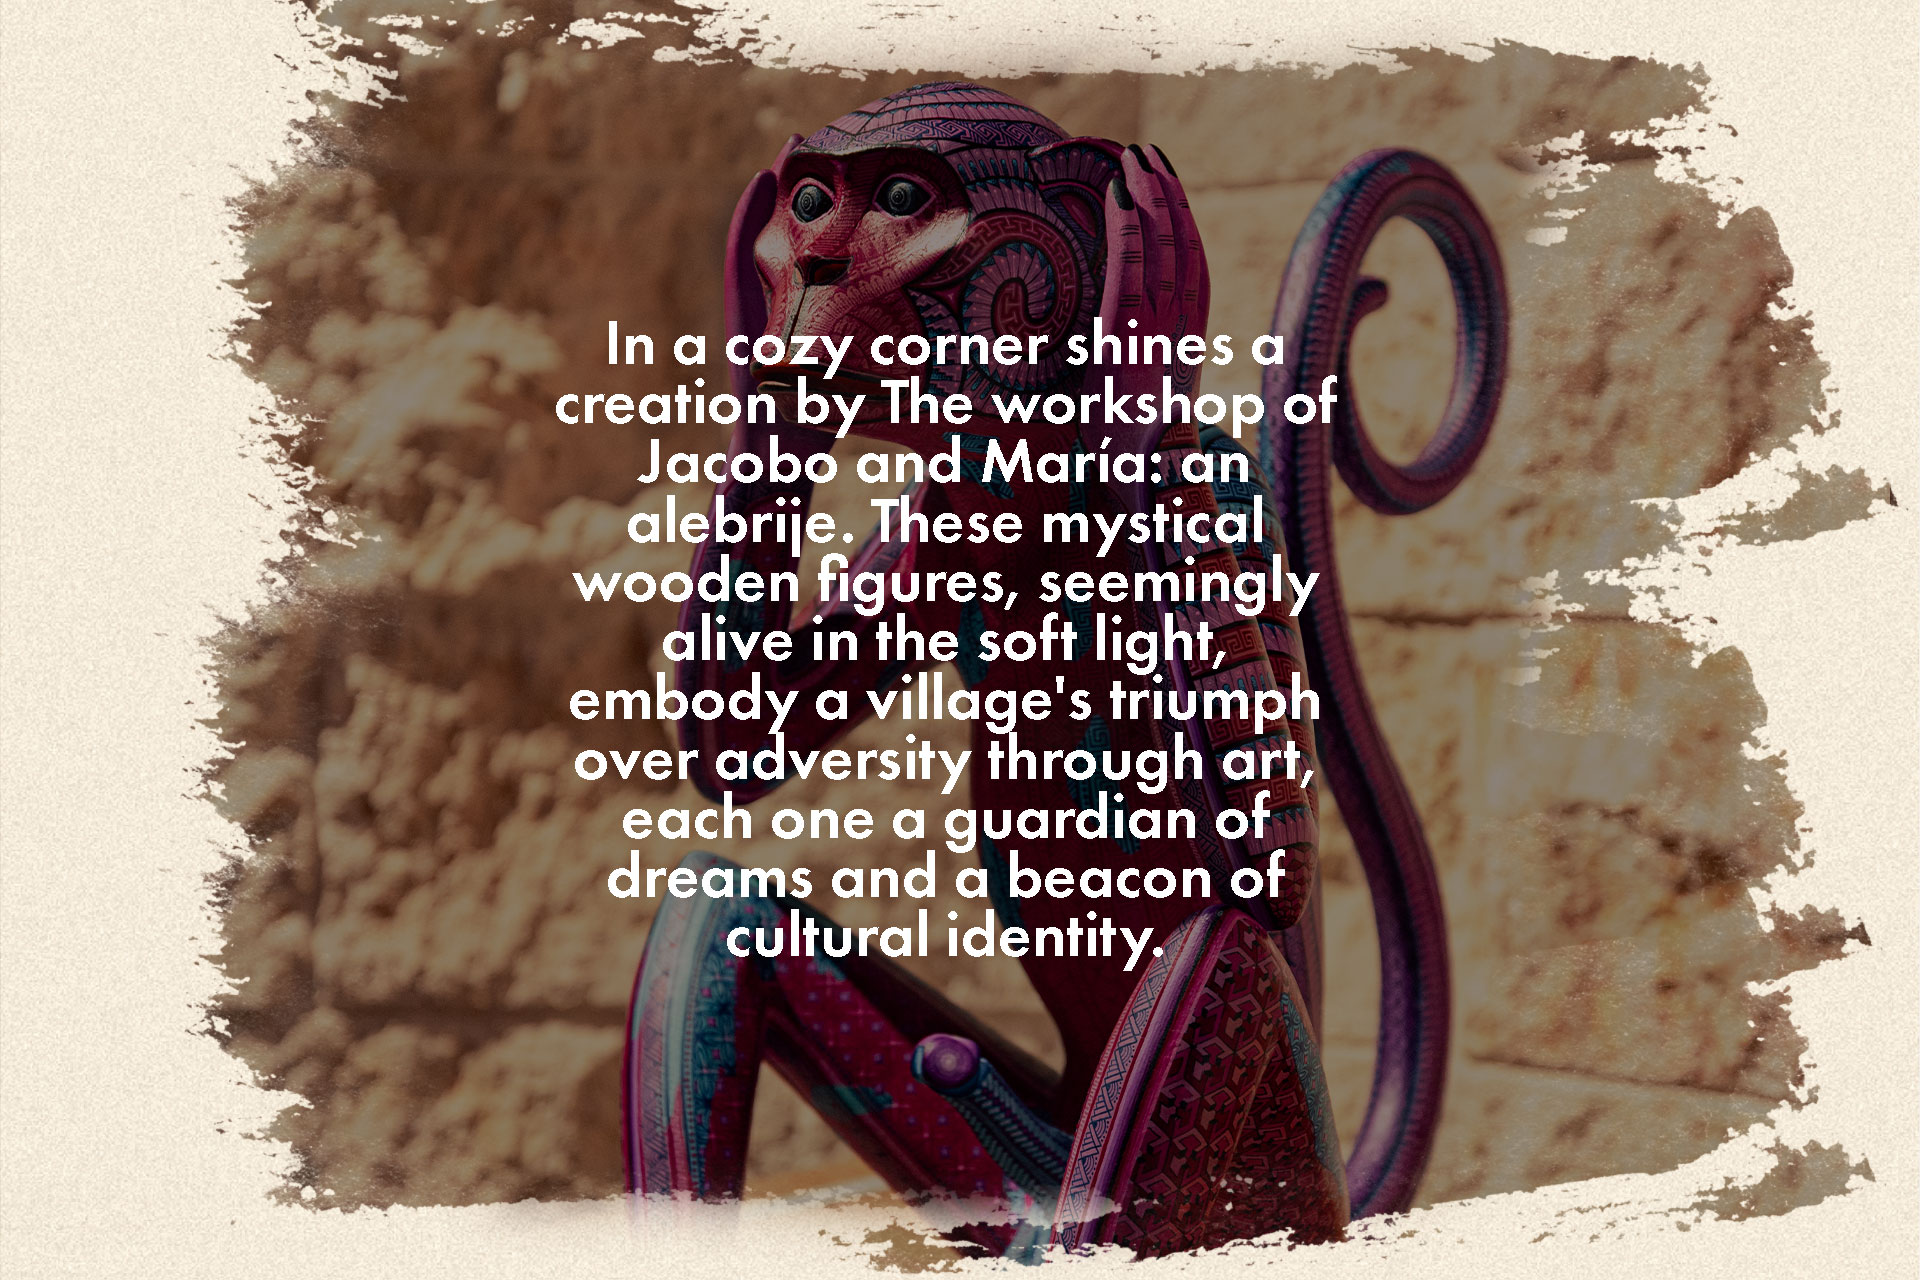 In a cozy corner shines a
creation by The workshop of
Jacobo and María: an
alebrije. These mystical
wooden figures, seemingly
alive in the soft light,
embody a village's triumph
over adversity through art,
each one a guardian of
dreams and a beacon of
cultural identity.